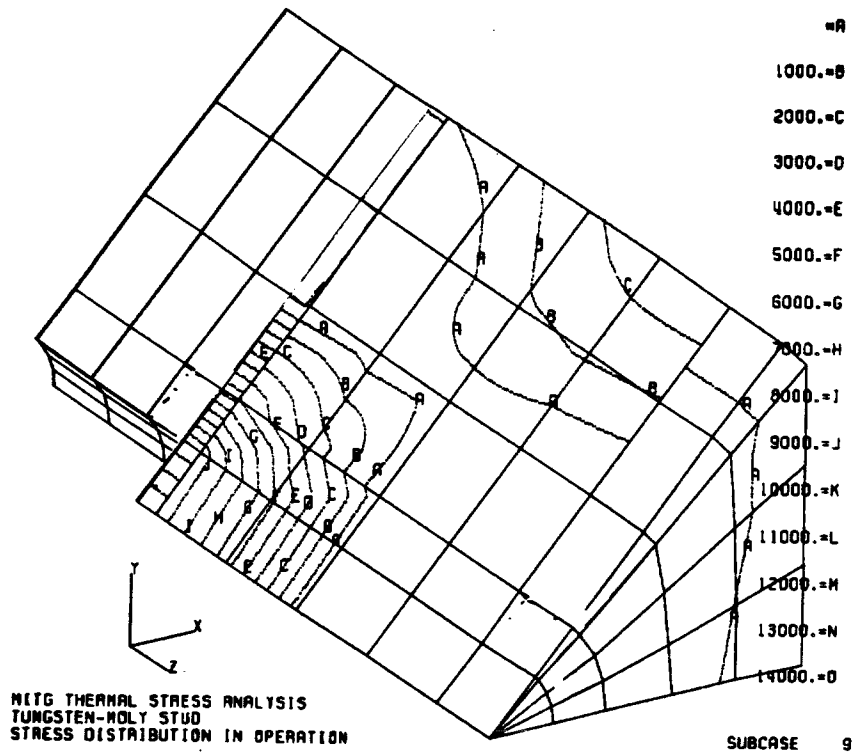 =A
1000.=B
2000.=C
3000.=D
4000.=E
5000.=F
6000.=G
7000.=H
8000.=I
9000.=J
10000.=K
11000.=L
12000.=M
13000.=N
14000.=O
A
A
B
C
A
B
A
E C
A
B
B
A
A
F D C
G
B
A
J I
A
E D C
I H G
B
A
A
E C
A
Y
X
Z
MITG THERMAL STRESS ANALYSIS
TUNGSTEN-MOLY STUD
STRESS DISTRIBUTION IN OPERATION
SUBCASE 9